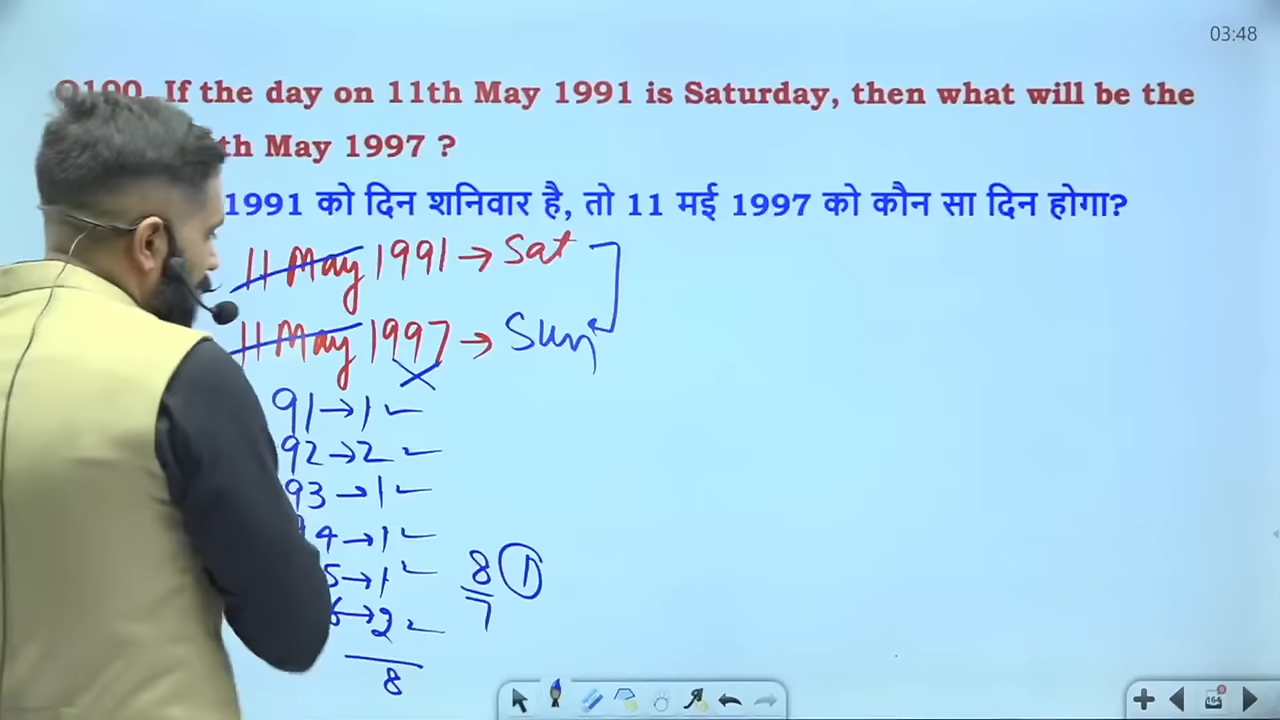 03:48
Q100. If the day on 11th May 1991 is Saturday, then what will be the
th May 1997 ?
1991 को दिन शनिवार है, तो 11 मई 1997 को कौन सा दिन होगा?
11 May 1991 → Sat
11 May 1997 → Sun
91 → 1
92 → 2
93 → 1
4 → 1
5 → 1
6 → 2
8
8/7 1